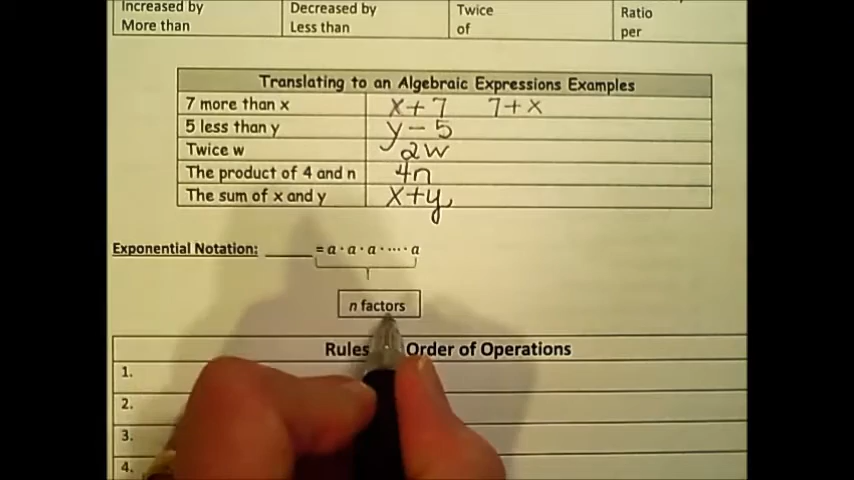 Increased by Decreased by Twice Ratio
More than Less than of per
Translating to an Algebraic Expressions Examples
7 more than x x+7 7+x
5 less than y y-5
Twice w 2w
The product of 4 and n 4n
The sum of x and y x+y
Exponential Notation: ______ = a · a · a · ... · a
n factors
Rules Order of Operations
1.
2.
3.
4.